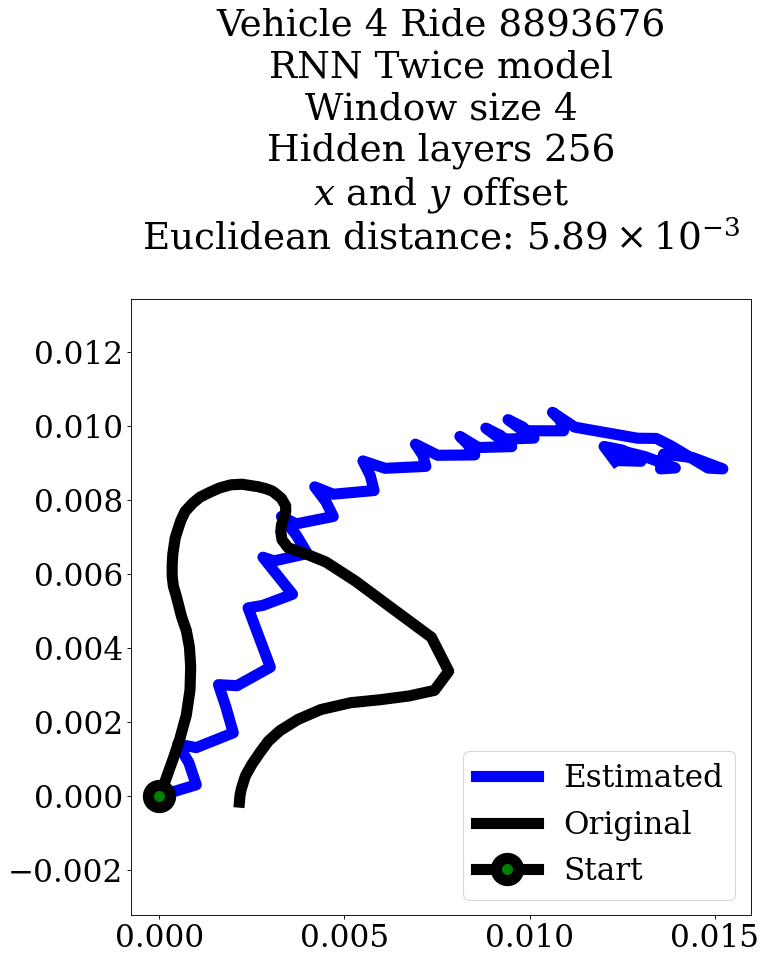 Vehicle 4 Ride 8893676
RNN Twice model
Window size 4
Hidden layers 256
x and y offset
Euclidean distance: 5.89 × 10⁻³
0.012
0.010
0.008
0.006
0.004
0.002
0.000
−0.002
Estimated
Original
Start
0.000 0.005 0.010 0.015